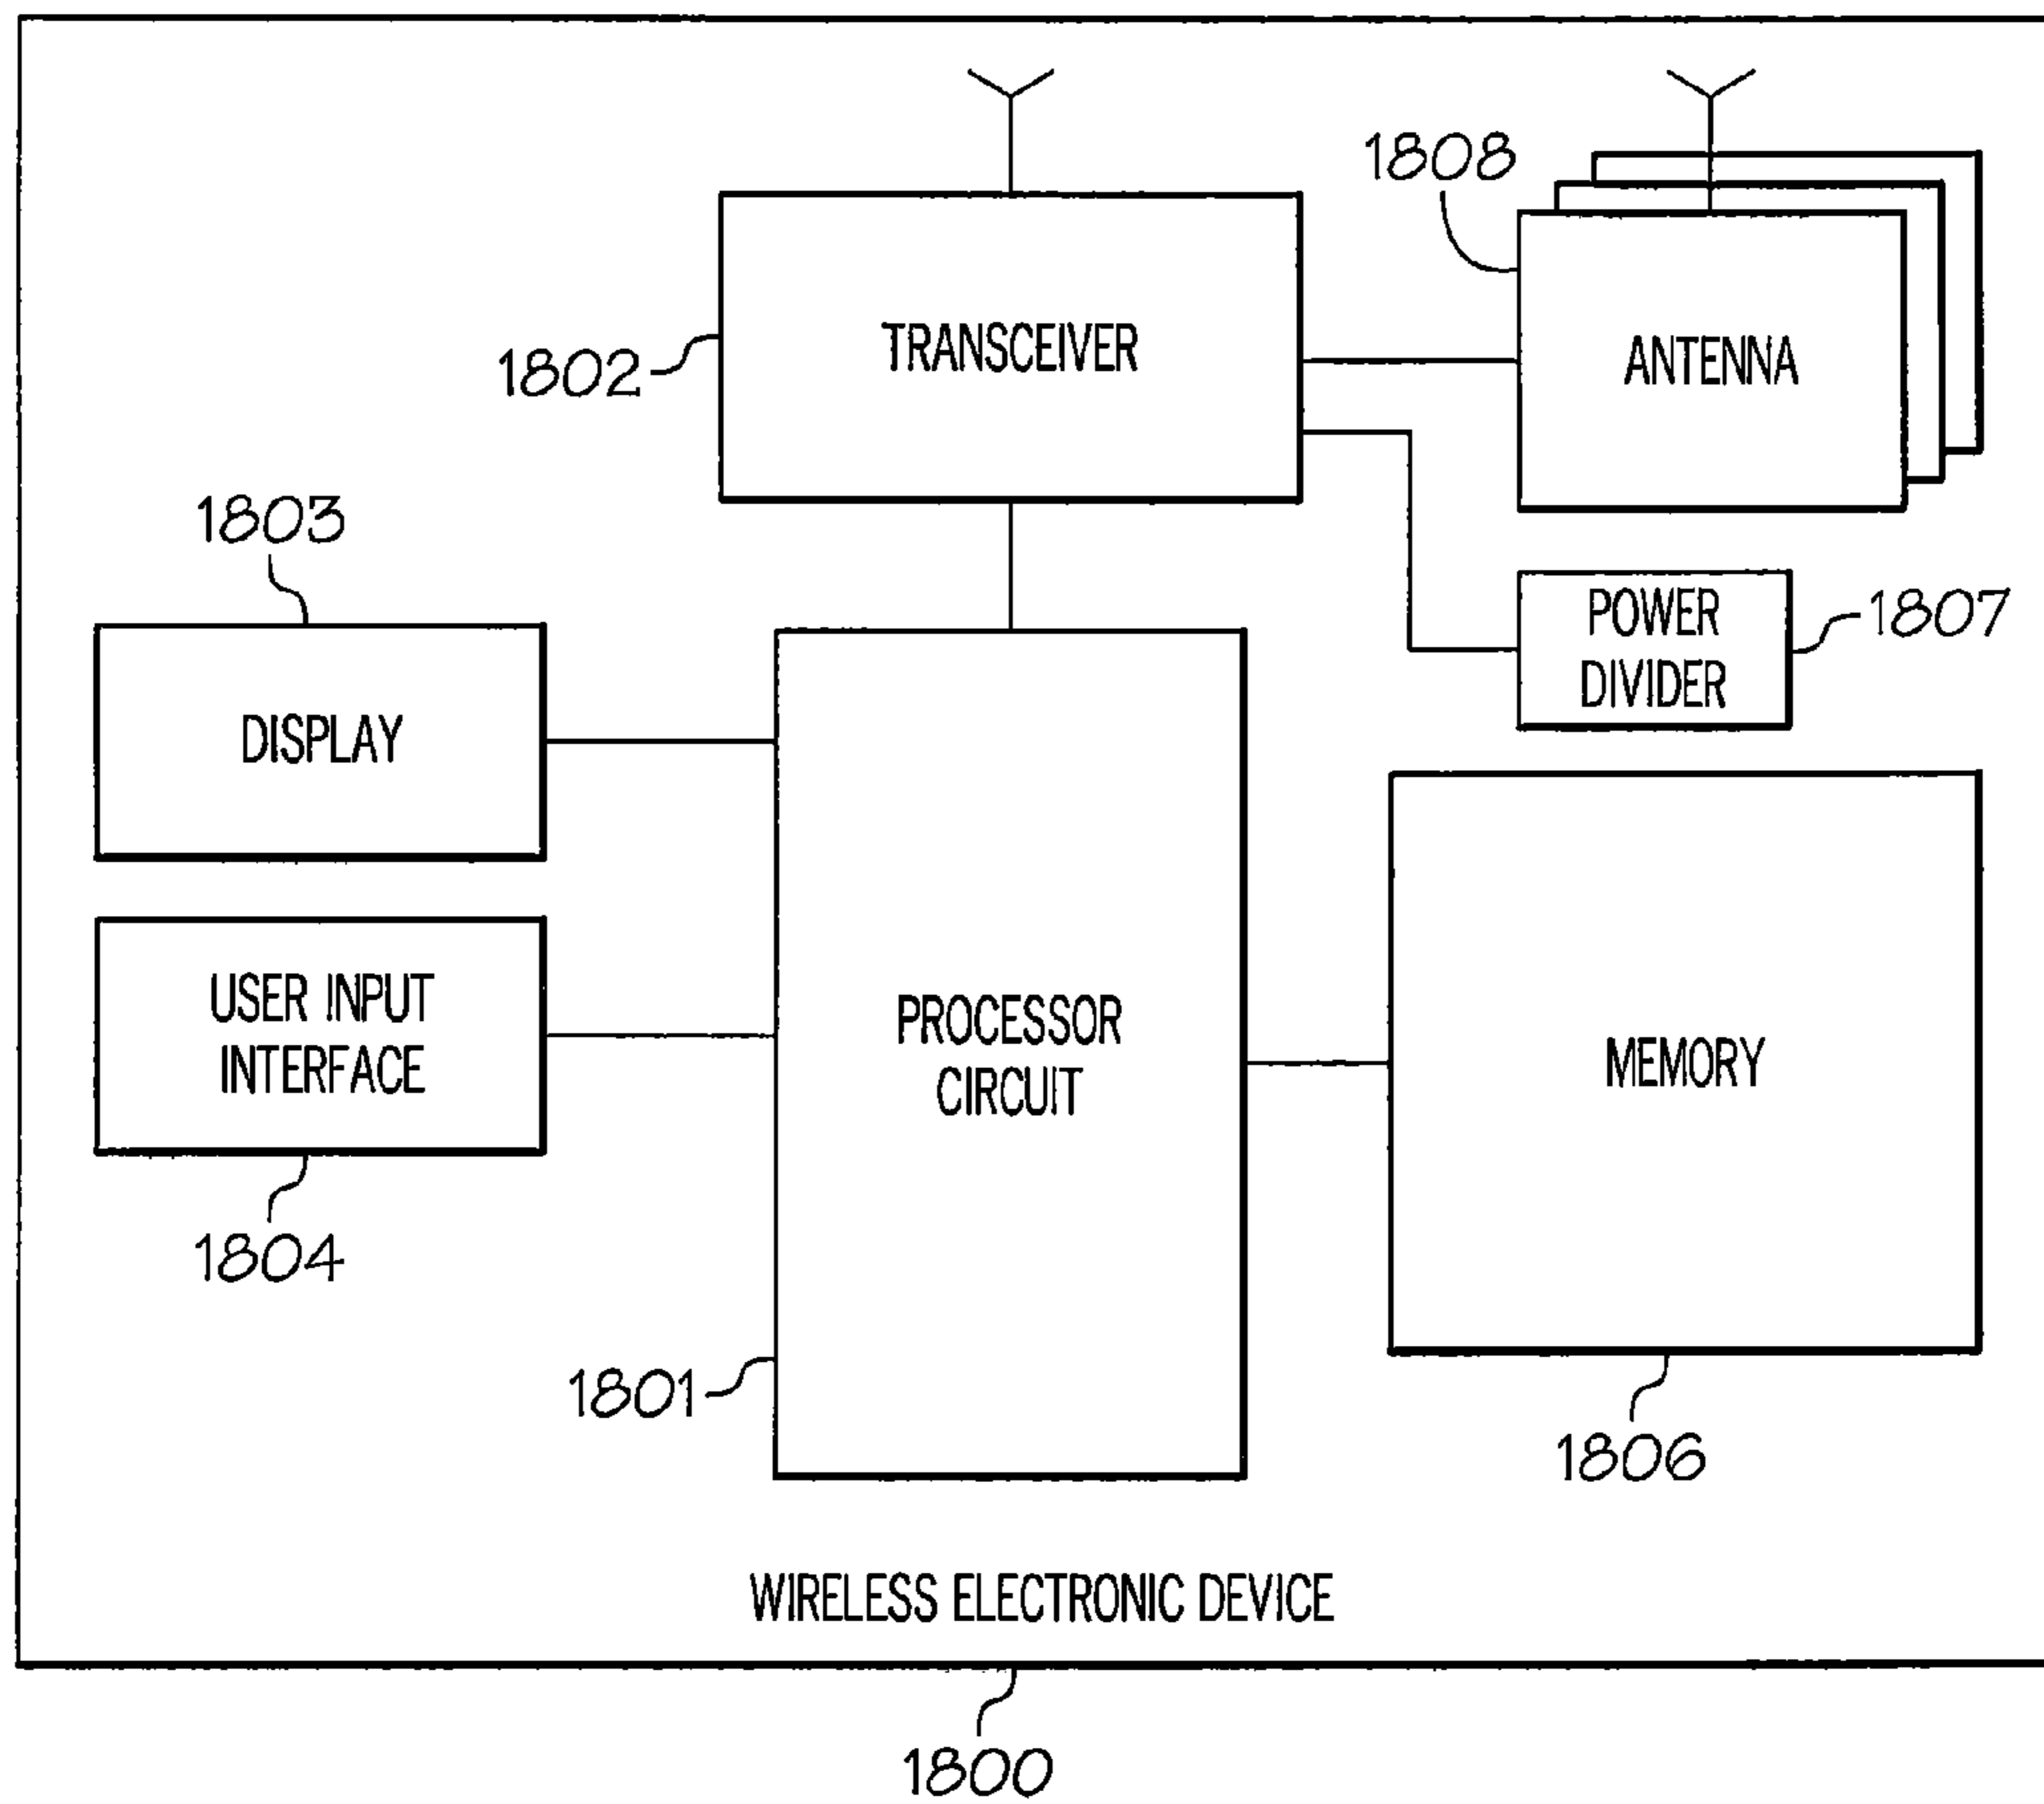 1808
TRANSCEIVER
ANTENNA
1802
1803
POWER
DIVIDER
1807
DISPLAY
USER INPUT
INTERFACE
PROCESSOR
CIRCUIT
MEMORY
1804
1801
1806
WIRELESS ELECTRONIC DEVICE
1800